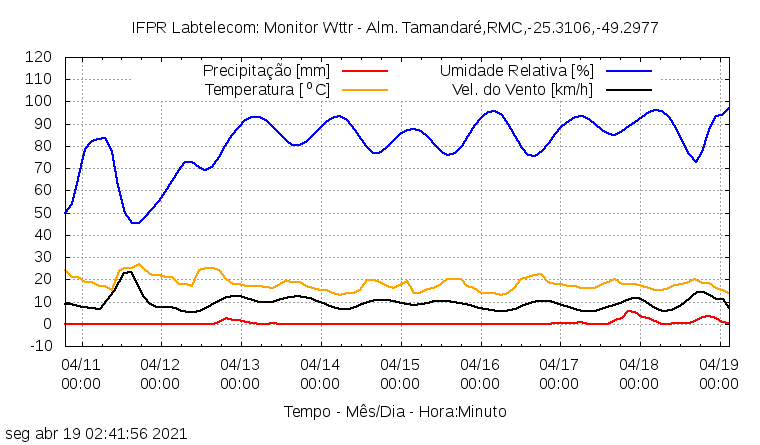 IFPR Labtelecom: Monitor Wttr - Alm. Tamandaré,RMC,-25.3106,-49.2977
120
110
100
90
80
70
60
50
40
30
20
10
0
-10
Precipitação [mm]
Temperatura [⁰C]
Umidade Relativa [%]
Vel. do Vento [km/h]
04/11 04/12 04/13 04/14 04/15 04/16 04/17 04/18 04/19
00:00 00:00 00:00 00:00 00:00 00:00 00:00 00:00 00:00
Tempo - Mês/Dia - Hora:Minuto
seg abr 19 02:41:56 2021